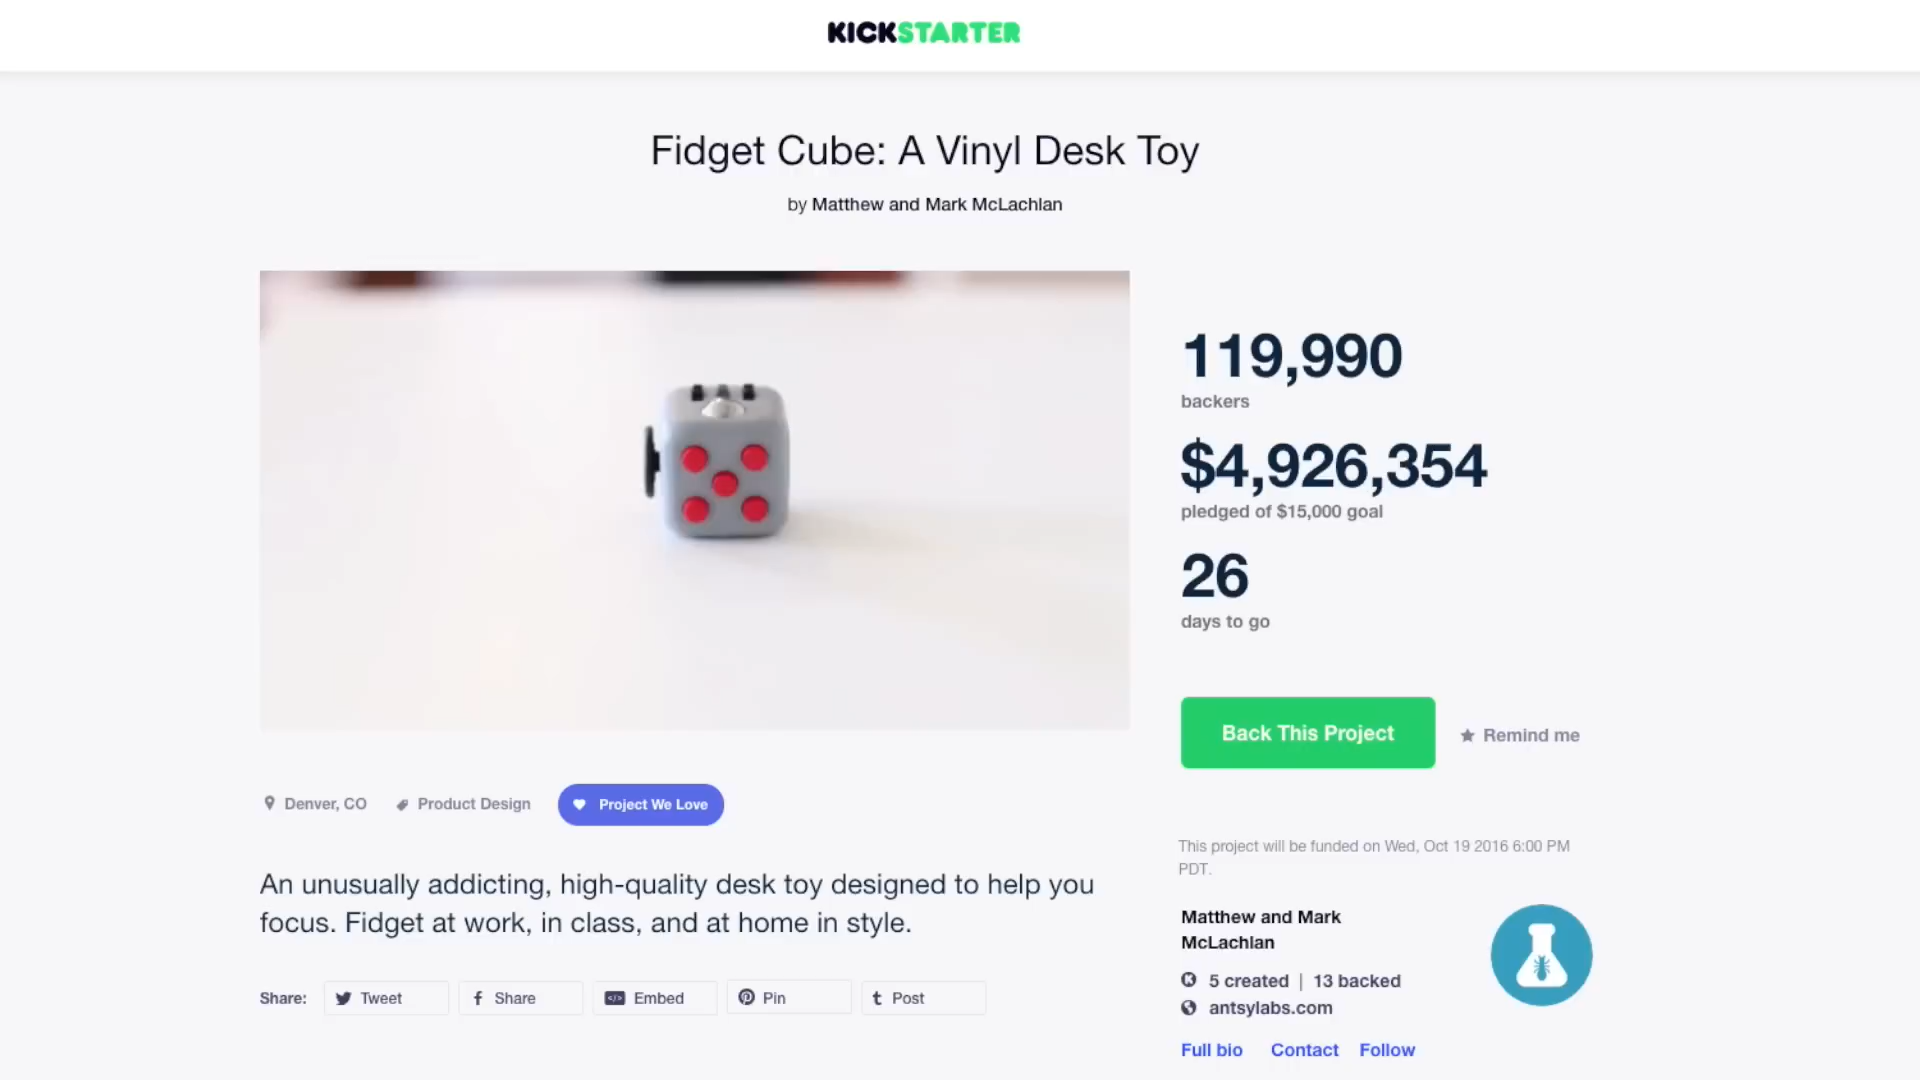 KICKSTARTER
Fidget Cube: A Vinyl Desk Toy
by Matthew and Mark McLachlan
119,990
backers
$4,926,354
pledged of $15,000 goal
26
days to go
Back This Project
Remind me
Denver, CO
Product Design
Project We Love
An unusually addicting, high-quality desk toy designed to help you
focus. Fidget at work, in class, and at home in style.
Share:
Tweet
Share
Embed
Pin
Post
This project will be funded on Wed, Oct 19 2016 6:00 PM
PDT.
Matthew and Mark
McLachlan
5 created | 13 backed
antsylabs.com
Full bio
Contact
Follow